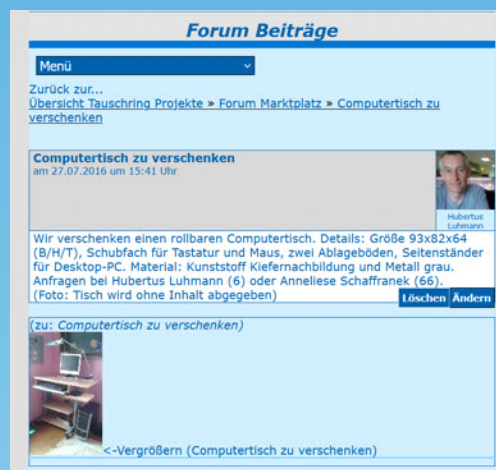 Forum Beiträge
Menü
Zurück zur...
Übersicht Tauschring Projekte » Forum Marktplatz » Computertisch zu
verschenken
Computertisch zu verschenken
am 27.07.2016 um 15:41 Uhr
Hubertus
Luhmann
Wir verschenken einen rollbaren Computertisch. Details: Größe 93x82x64
(B/H/T), Schubfach für Tastatur und Maus, zwei Ablageböden, Seitenständer
für Desktop-PC. Material: Kunststoff Kiefernachbildung und Metall grau.
Anfragen bei Hubertus Luhmann (6) oder Anneliese Schaffranek (66).
(Foto: Tisch wird ohne Inhalt abgegeben)
Löschen Ändern
(zu: Computertisch zu verschenken)
<-Vergrößern (Computertisch zu verschenken)